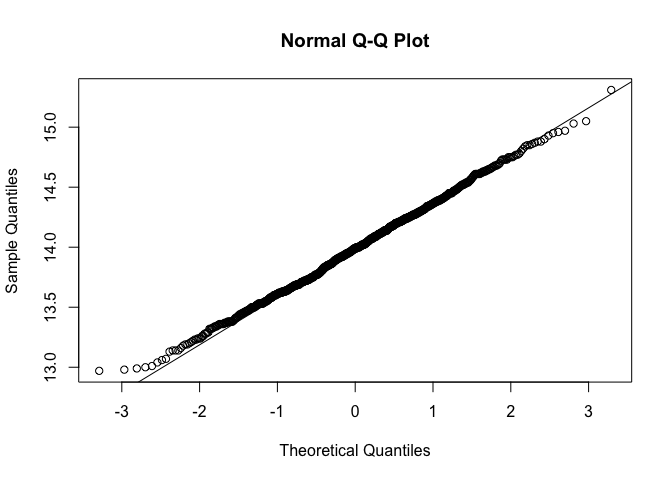 Normal Q-Q Plot
Sample Quantiles
15.0
14.5
14.0
13.5
13.0
-3 -2 -1 0 1 2 3
Theoretical Quantiles